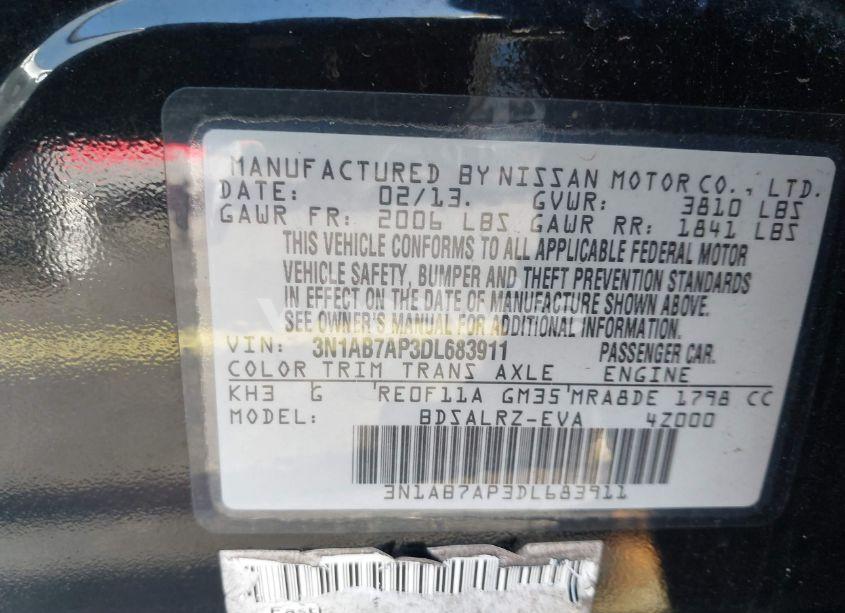 MANUFACTURED BY NISSAN MOTOR CO., LTD.
DATE: 02/13. GVWR: 3810 LBS
GAWR FR: 2006 LBS GAWR RR: 1841 LBS
THIS VEHICLE CONFORMS TO ALL APPLICABLE FEDERAL MOTOR
VEHICLE SAFETY, BUMPER AND THEFT PREVENTION STANDARDS
IN EFFECT ON THE DATE OF MANUFACTURE SHOWN ABOVE.
SEE OWNER'S MANUAL FOR ADDITIONAL INFORMATION.
VIN: 3N1AB7AP3DL683911 PASSENGER CAR.
COLOR TRIM TRANS AXLE ENGINE
KH3 G RE0F11A GM35 MRA8DE 1798 CC
MODEL: BDSALRZ-EVA 4Z000
3N1AB7AP3DL683911